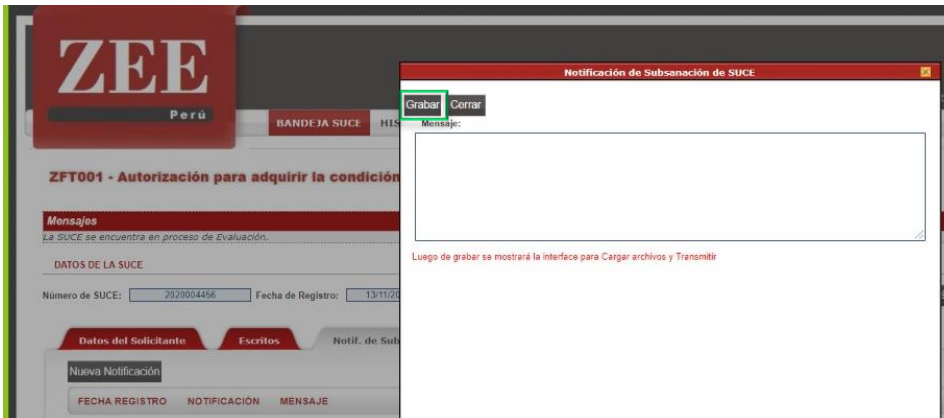 ZEE
Perú
BANDEJA SUCE HIS
ZFT001 - Autorización para adquirir la condición
Mensajes
La SUCE se encuentra en proceso de Evaluación.
DATOS DE LA SUCE
Número de SUCE: 2020004456 Fecha de Registro: 13/11/20
Datos del Solicitante Escritos Notif. de Sub
Nueva Notificación
FECHA REGISTRO NOTIFICACIÓN MENSAJE
Notificación de Subsanación de SUCE
Grabar Cerrar
Mensaje:
Luego de grabar se mostrará la interface para Cargar archivos y Transmitir